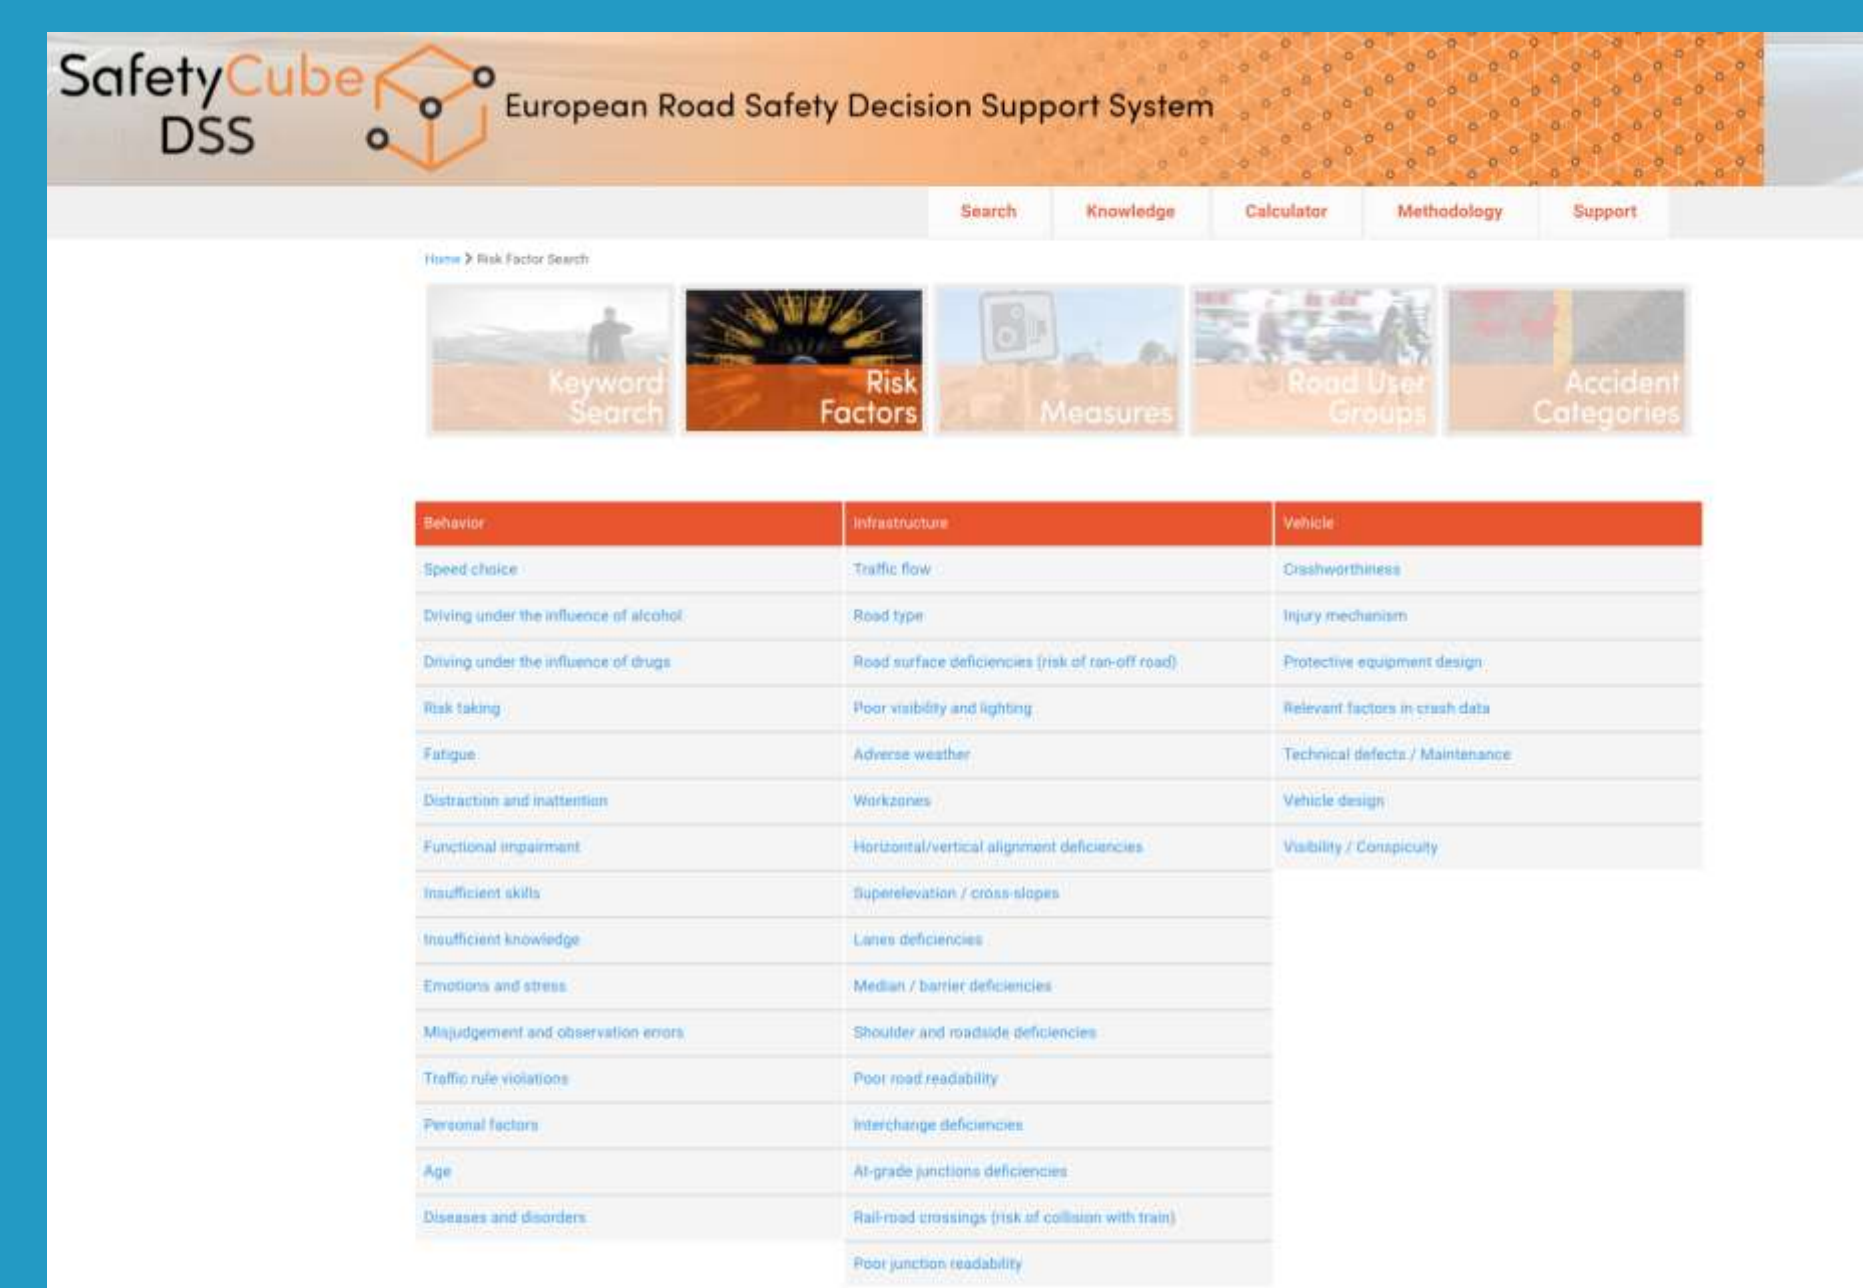 SafetyCube
DSS
European Road Safety Decision Support System
Search Knowledge Calculator Methodology Support
Home > Risk Factor Search
Keyword
Search
Risk
Factors
Measures
Road User
Groups
Accident
Categories
Behavior Infrastructure Vehicle
Speed choice Traffic flow Crashworthiness
Driving under the influence of alcohol Road type Injury mechanism
Driving under the influence of drugs Road surface deficiencies (risk of ran-off road) Protective equipment design
Risk taking Poor visibility and lighting Relevant factors in crash data
Fatigue Adverse weather Technical defects / Maintenance
Distraction and inattention Workzones Vehicle design
Functional impairment Horizontal/vertical alignment deficiencies Visibility / Conspicuity
Insufficient skills Superelevation / cross-slopes
Insufficient knowledge Lanes deficiencies
Emotions and stress Median / barrier deficiencies
Misjudgement and observation errors Shoulder and roadside deficiencies
Traffic rule violations Poor road readability
Personal factors Interchange deficiencies
Age At-grade junctions deficiencies
Diseases and disorders Rail-road crossings (risk of collision with train)
Poor junction readability